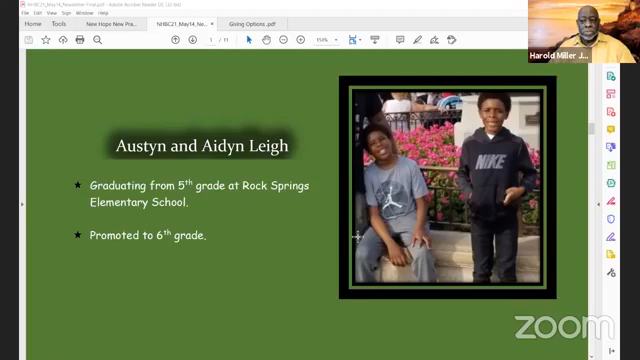 NHBC21_May14_Newsletter-Final.pdf - Adobe Acrobat Reader DC (32-bit)
File Edit View Sign Window Help
Home Tools New Hope New Pra... NHBC21_May14_Ne... × Giving Options .pdf
1 / 11 150%
Harold Miller J...
Austyn and Aidyn Leigh
★ Graduating from 5th grade at Rock Springs
Elementary School.
★ Promoted to 6th grade.
NIKE
zoom